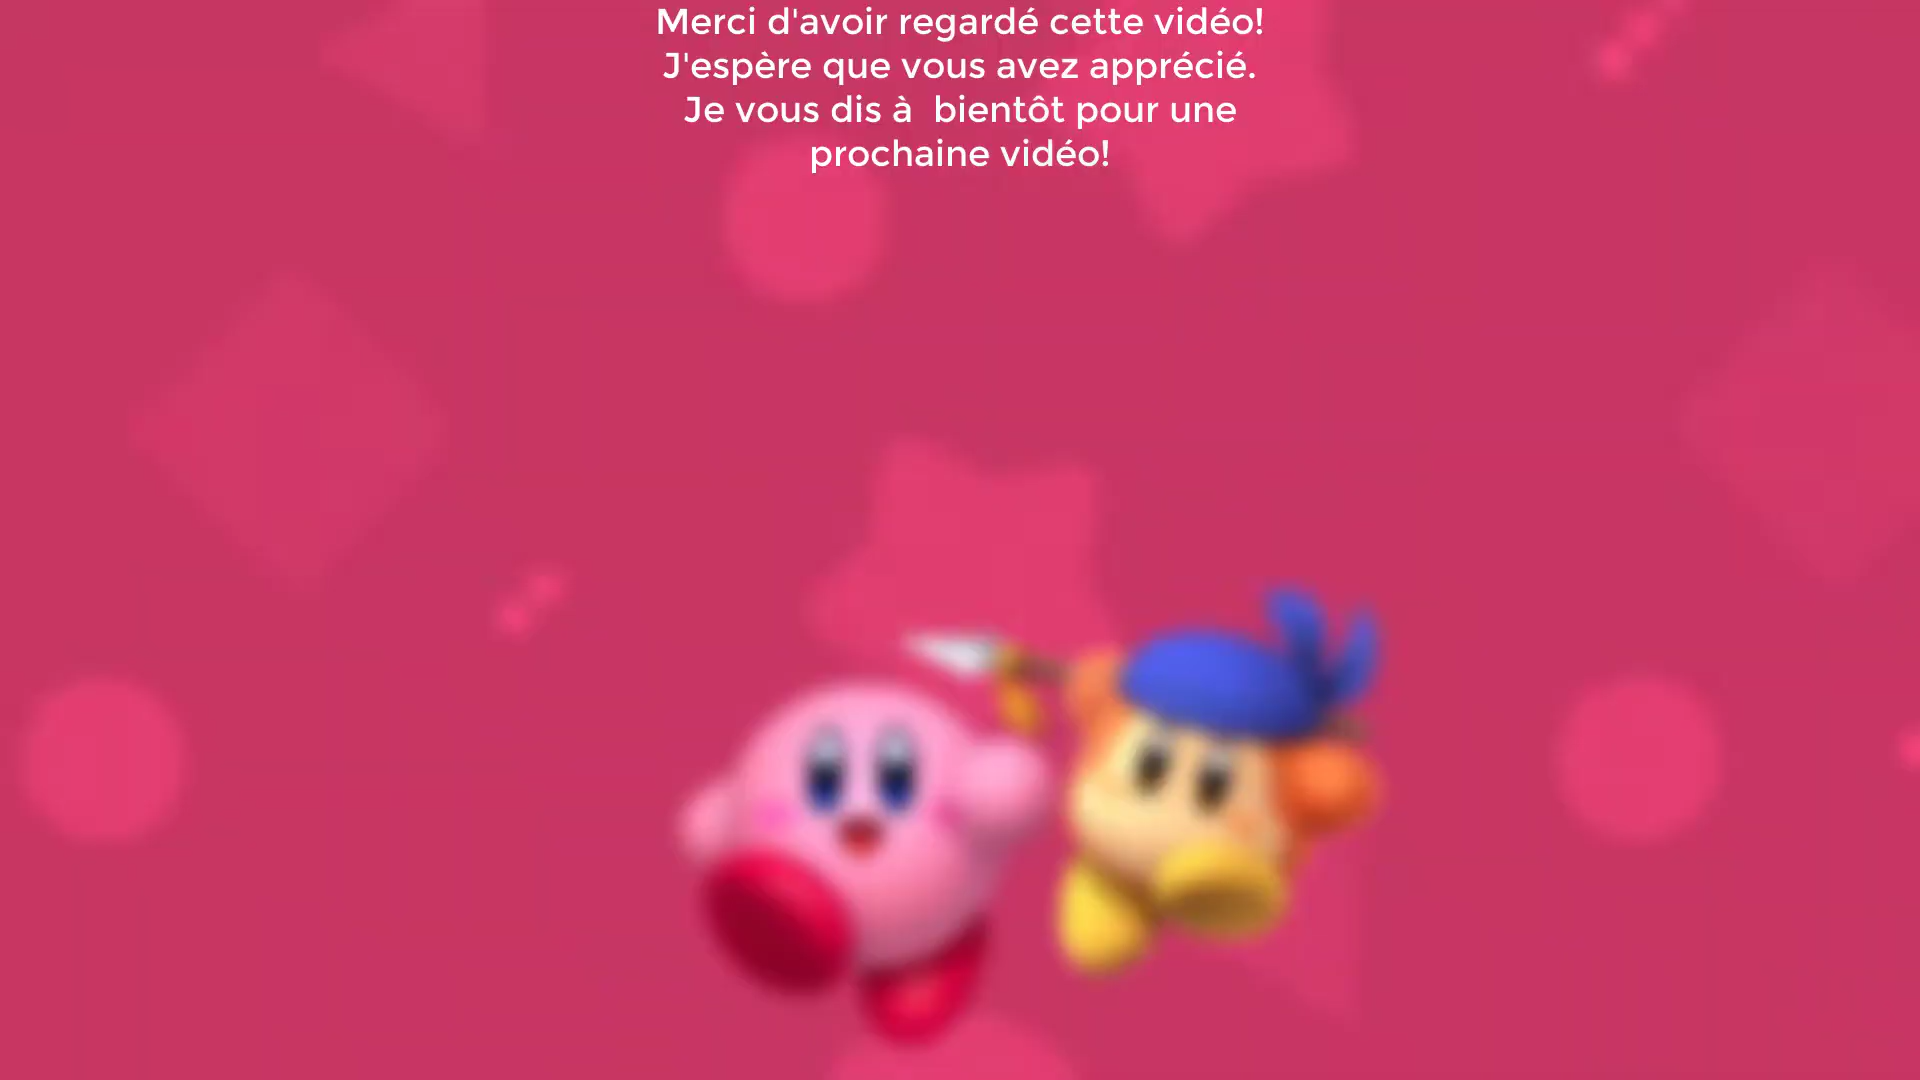 Merci d'avoir regardé cette vidéo!
J'espère que vous avez apprécié.
Je vous dis à  bientôt pour une
prochaine vidéo!